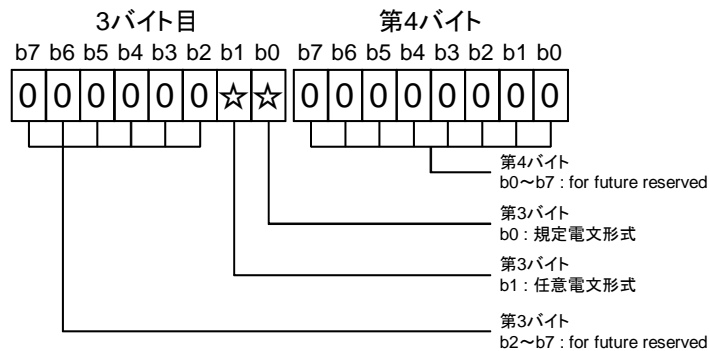 3バイト目 第4バイト
b7 b6 b5 b4 b3 b2 b1 b0 b7 b6 b5 b4 b3 b2 b1 b0
0 0 0 0 0 0 ☆ ☆ 0 0 0 0 0 0 0 0
第4バイト
b0～b7 : for future reserved
第3バイト
b0 : 規定電文形式
第3バイト
b1 : 任意電文形式
第3バイト
b2～b7 : for future reserved